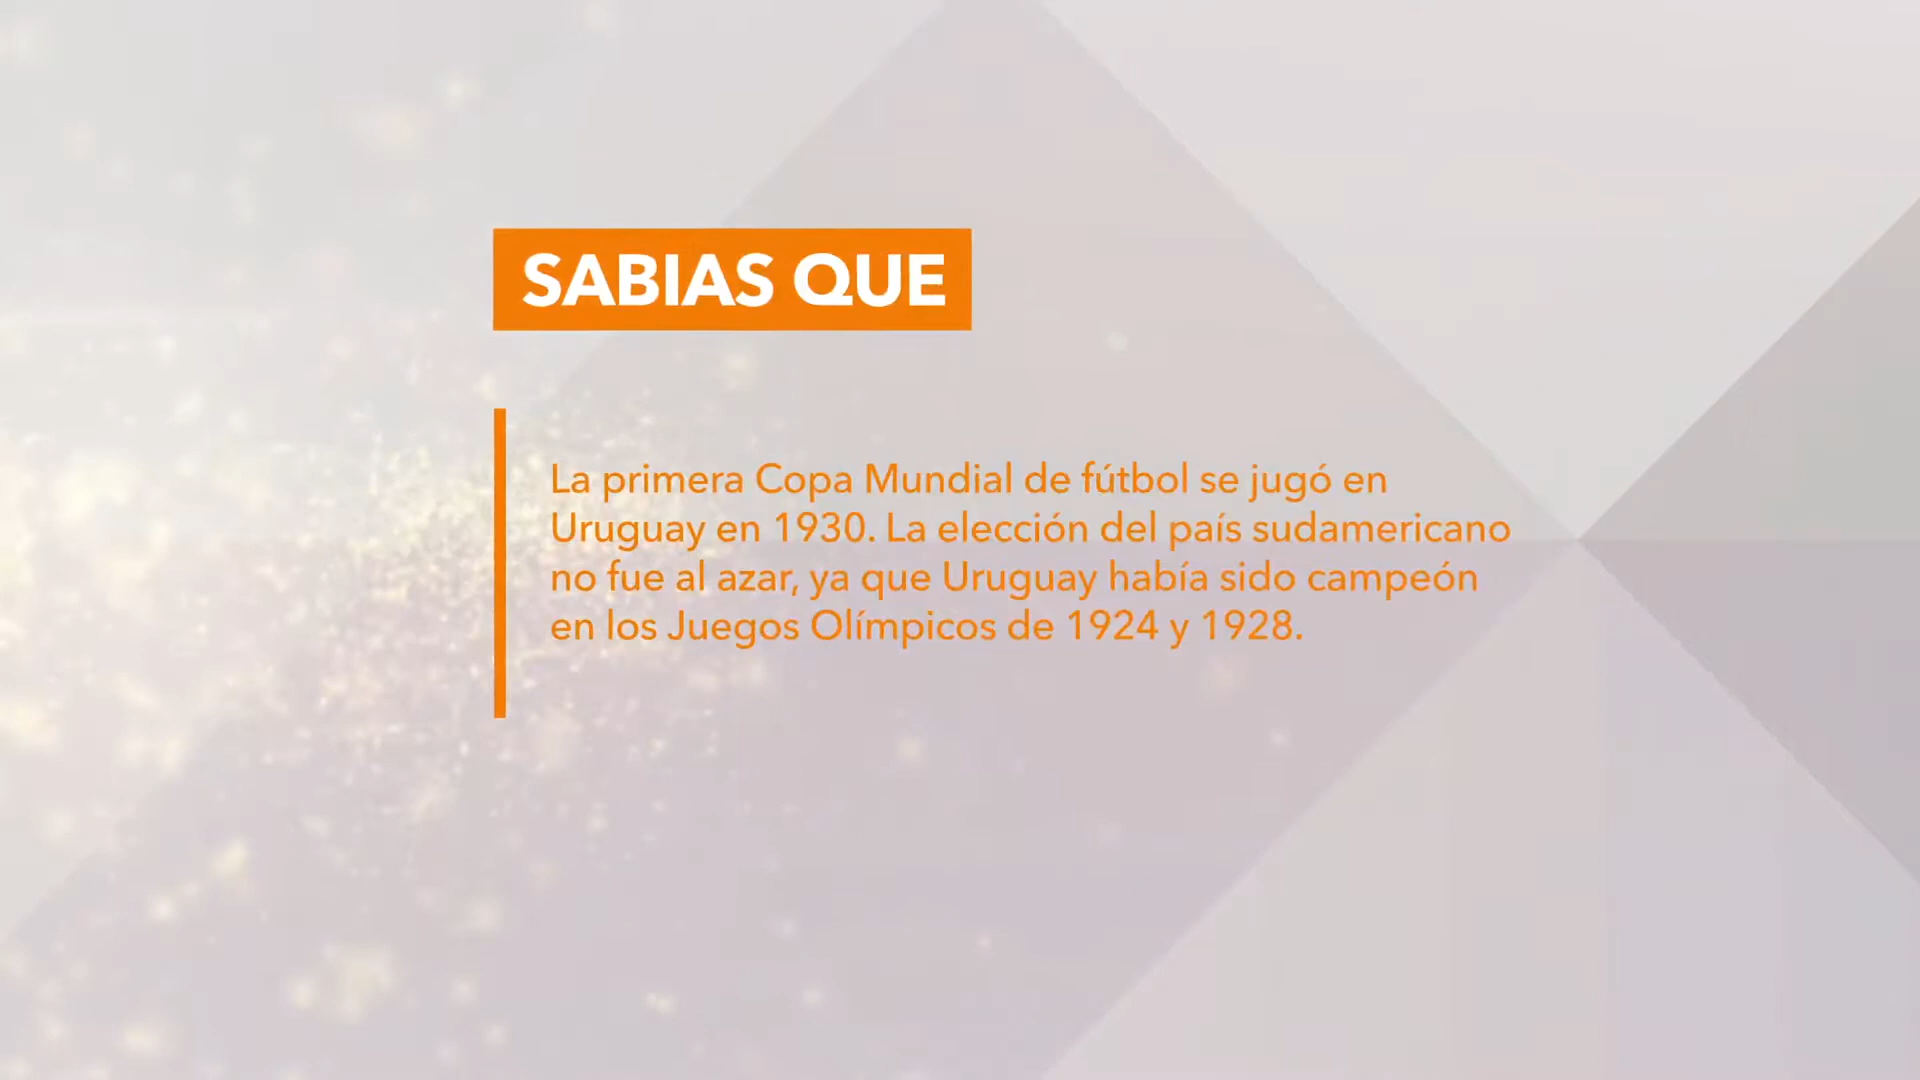 SABIAS QUE
La primera Copa Mundial de fútbol se jugó en
Uruguay en 1930. La elección del país sudamericano
no fue al azar, ya que Uruguay había sido campeón
en los Juegos Olímpicos de 1924 y 1928.